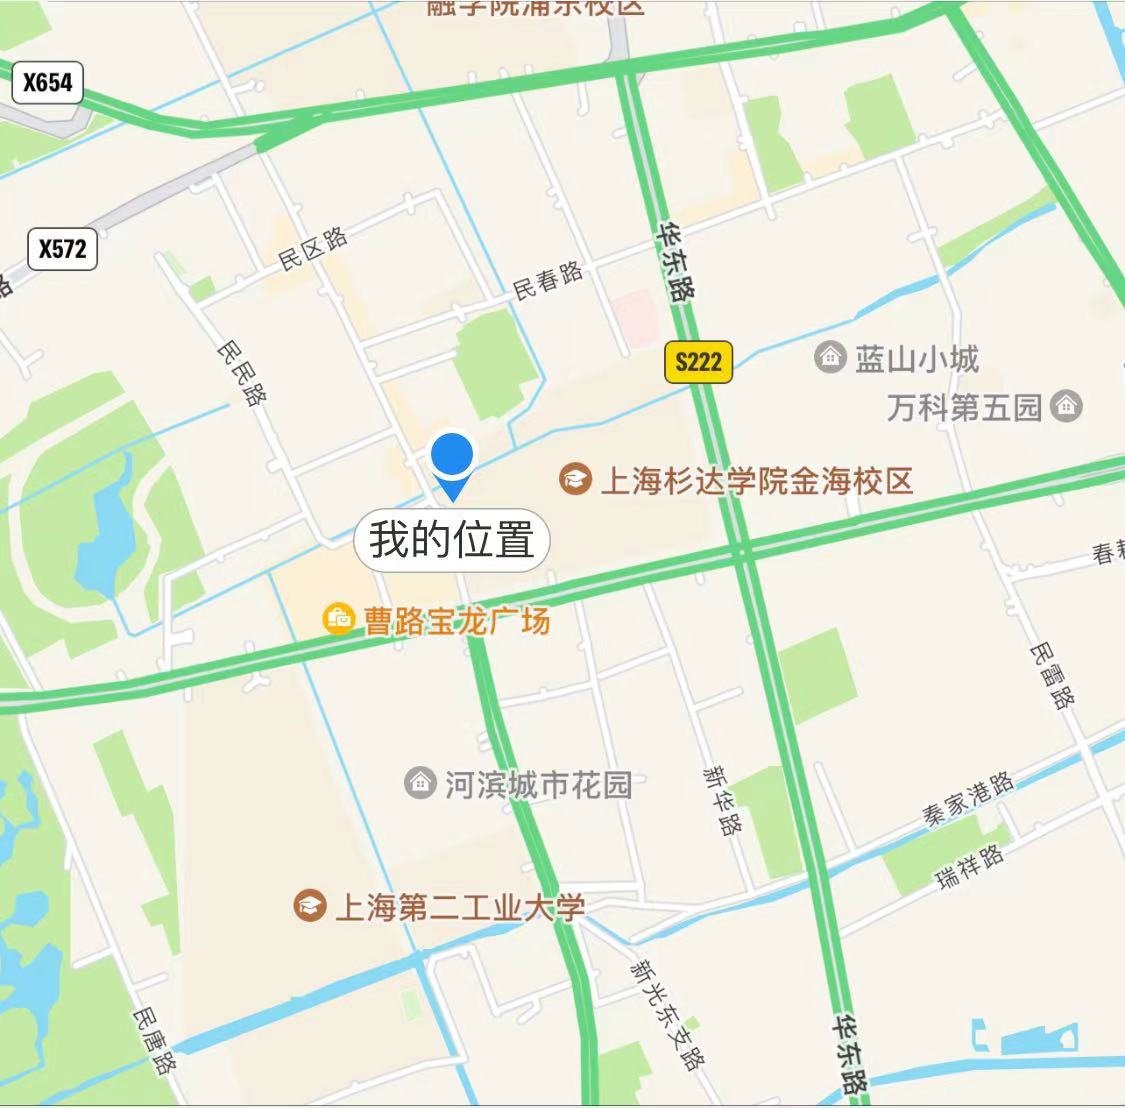 融学院浦东校区
X654
X572
路
民区路
民春路
华东路
民民路
S222
蓝山小城
万科第五园
上海杉达学院金海校区
我的位置
曹路宝龙广场
春耕
民雷路
河滨城市花园
新华路
秦家港路
瑞祥路
上海第二工业大学
新光东支路
民唐路
华东路